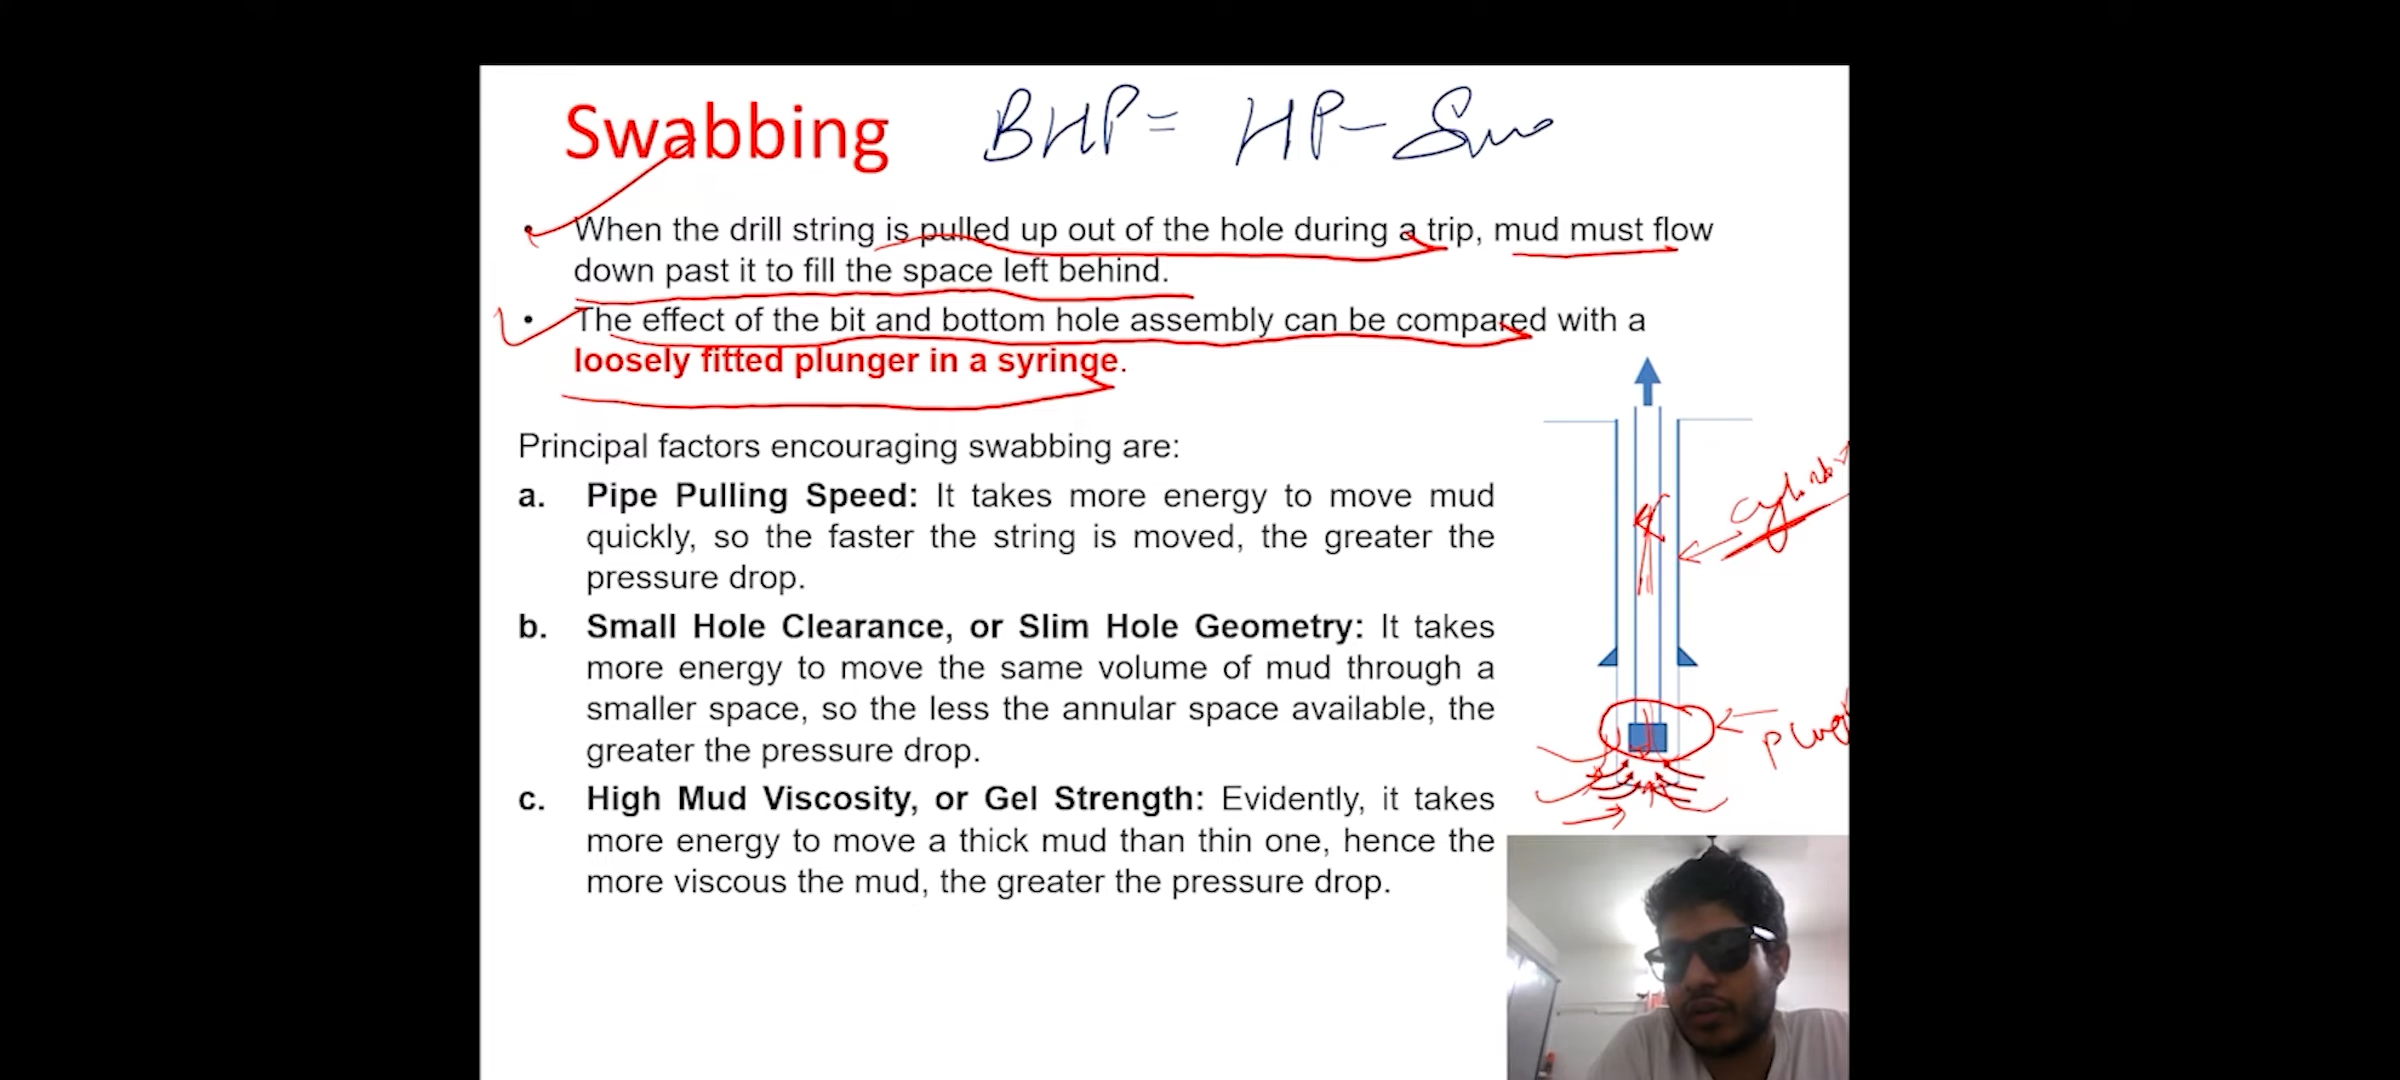 Swabbing BHP = HP -
• When the drill string is pulled up out of the hole during a trip, mud must flow
down past it to fill the space left behind.
• The effect of the bit and bottom hole assembly can be compared with a
loosely fitted plunger in a syringe.
Principal factors encouraging swabbing are:
a. Pipe Pulling Speed: It takes more energy to move mud
quickly, so the faster the string is moved, the greater the
pressure drop.
b. Small Hole Clearance, or Slim Hole Geometry: It takes
more energy to move the same volume of mud through a
smaller space, so the less the annular space available, the
greater the pressure drop.
c. High Mud Viscosity, or Gel Strength: Evidently, it takes
more energy to move a thick mud than thin one, hence the
more viscous the mud, the greater the pressure drop.